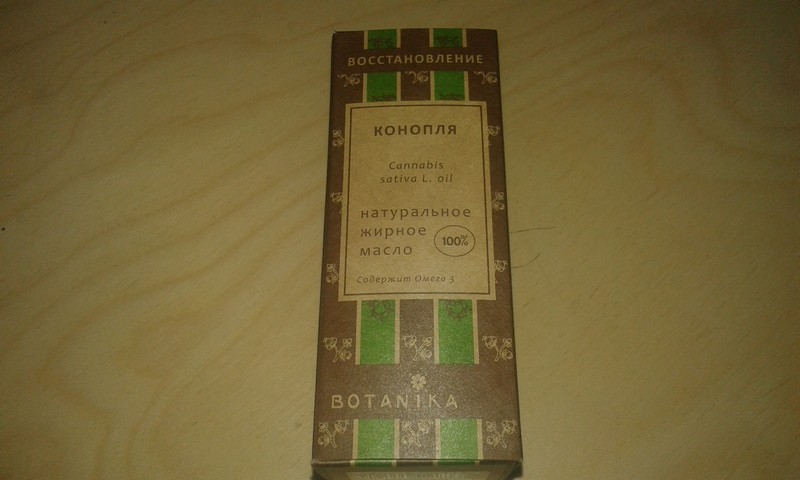 ВОССТАНОВЛЕНИЕ
КОНОПЛЯ
Cannabis
sativa L. oil
натуральное
жирное
масло
100%
Содержит Омега 3
BOTANIKA